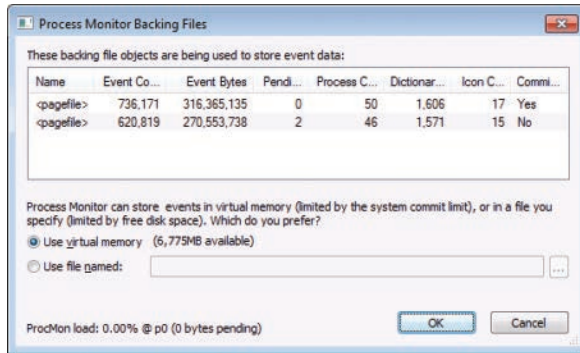 Process Monitor Backing Files
These backing file objects are being used to store event data:
Name Event Co... Event Bytes Pendi... Process C... Dictionar... Icon C... Commi...
<pagefile> 736,171 316,365,135 0 50 1,606 17 Yes
<pagefile> 620,819 270,553,738 2 46 1,571 15 No
Process Monitor can store events in virtual memory (limited by the system commit limit), or in a file you
specify (limited by free disk space). Which do you prefer?
Use virtual memory (6,775MB available)
Use file named:
...
ProcMon load: 0.00% @ p0 (0 bytes pending)
OK Cancel